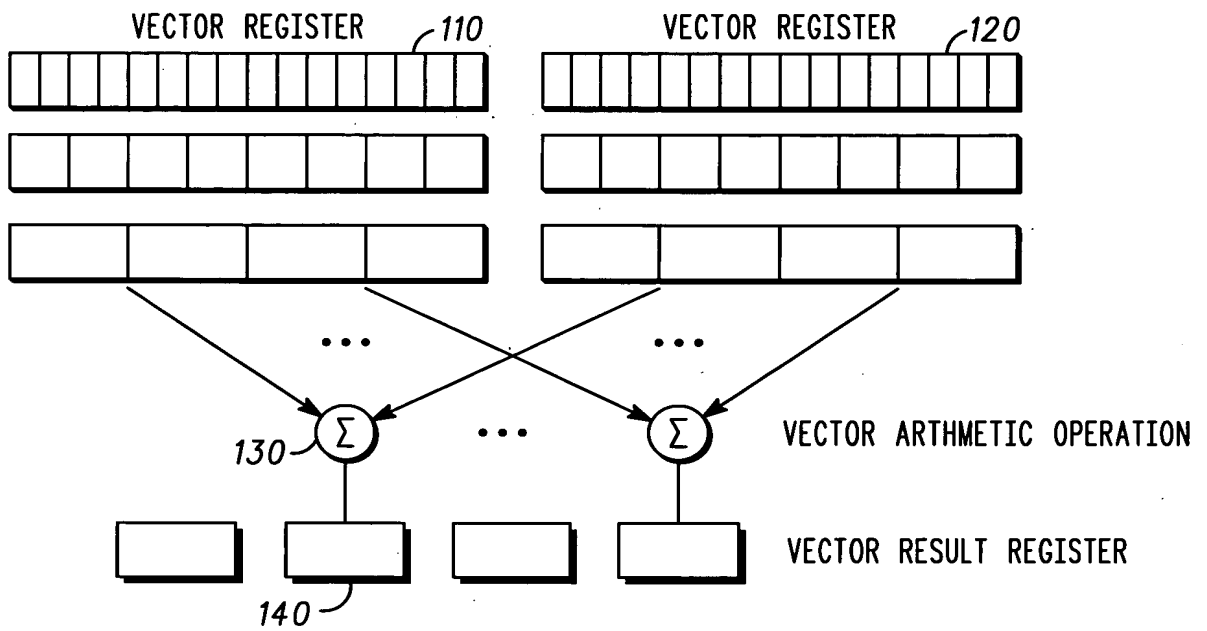 VECTOR REGISTER 110
VECTOR REGISTER 120
• • •
• • •
130 Σ
• • •
Σ
VECTOR ARTHMETIC OPERATION
VECTOR RESULT REGISTER
140